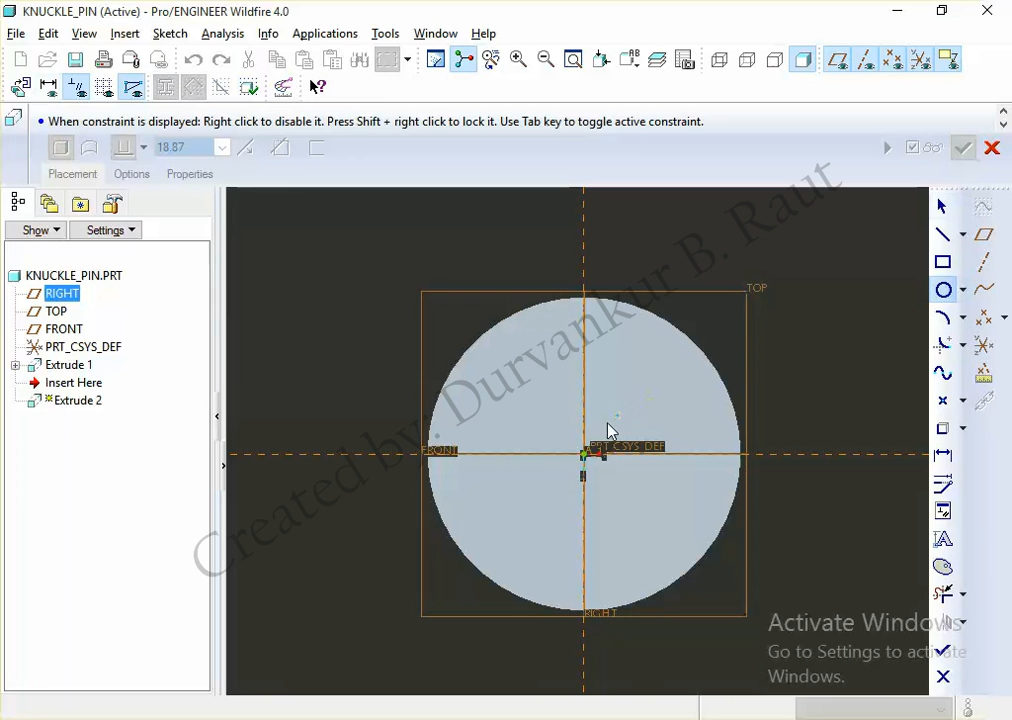 KNUCKLE_PIN (Active) - Pro/ENGINEER Wildfire 4.0
File Edit View Insert Sketch Analysis Info Applications Tools Window Help
When constraint is displayed: Right click to disable it. Press Shift + right click to lock it. Use Tab key to toggle active constraint.
18.87
Placement Options Properties
Show Settings
KNUCKLE_PIN.PRT
RIGHT
TOP
FRONT
PRT_CSYS_DEF
Extrude 1
Insert Here
Extrude 2
TOP
FRONT
PRT_CSYS_DEF
RIGHT
Created by: Durvankur B. Raut
Activate Windows
Go to Settings to activate
Windows.